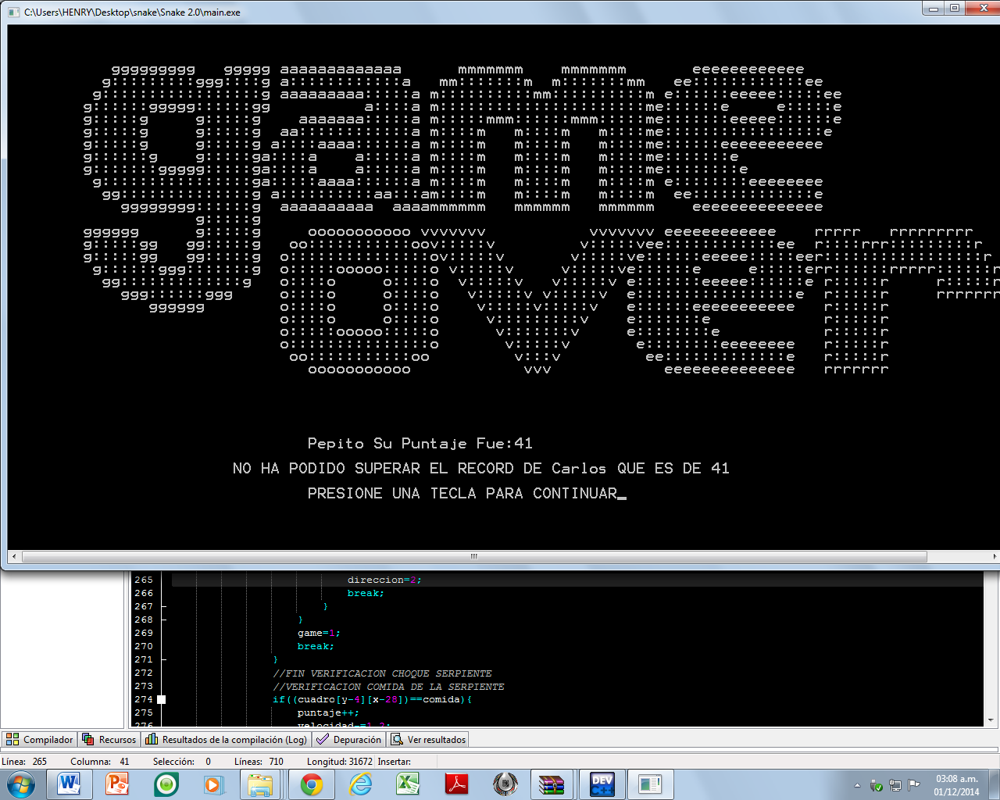 C:\Users\HENRY\Desktop\snake\Snake 2.0\main.exe
game
over
Pepito Su Puntaje Fue:41
NO HA PODIDO SUPERAR EL RECORD DE Carlos QUE ES DE 41
PRESIONE UNA TECLA PARA CONTINUAR_
265 direccion=2;
266 break;
267 }
268 }
269 game=1;
270 break;
271 }
272 //FIN VERIFICACION CHOQUE SERPIENTE
273 //VERIFICACION COMIDA DE LA SERPIENTE
274 if((cuadro[y-4][x-28])==comida){
275 puntaje++;
Compilador Recursos Resultados de la compilación (Log) Depuración Ver resultados
Línea: 265 Columna: 41 Selección: 0 Líneas: 710 Longitud: 31672 Insertar:
DEV C++
03:08 a.m.
01/12/2014